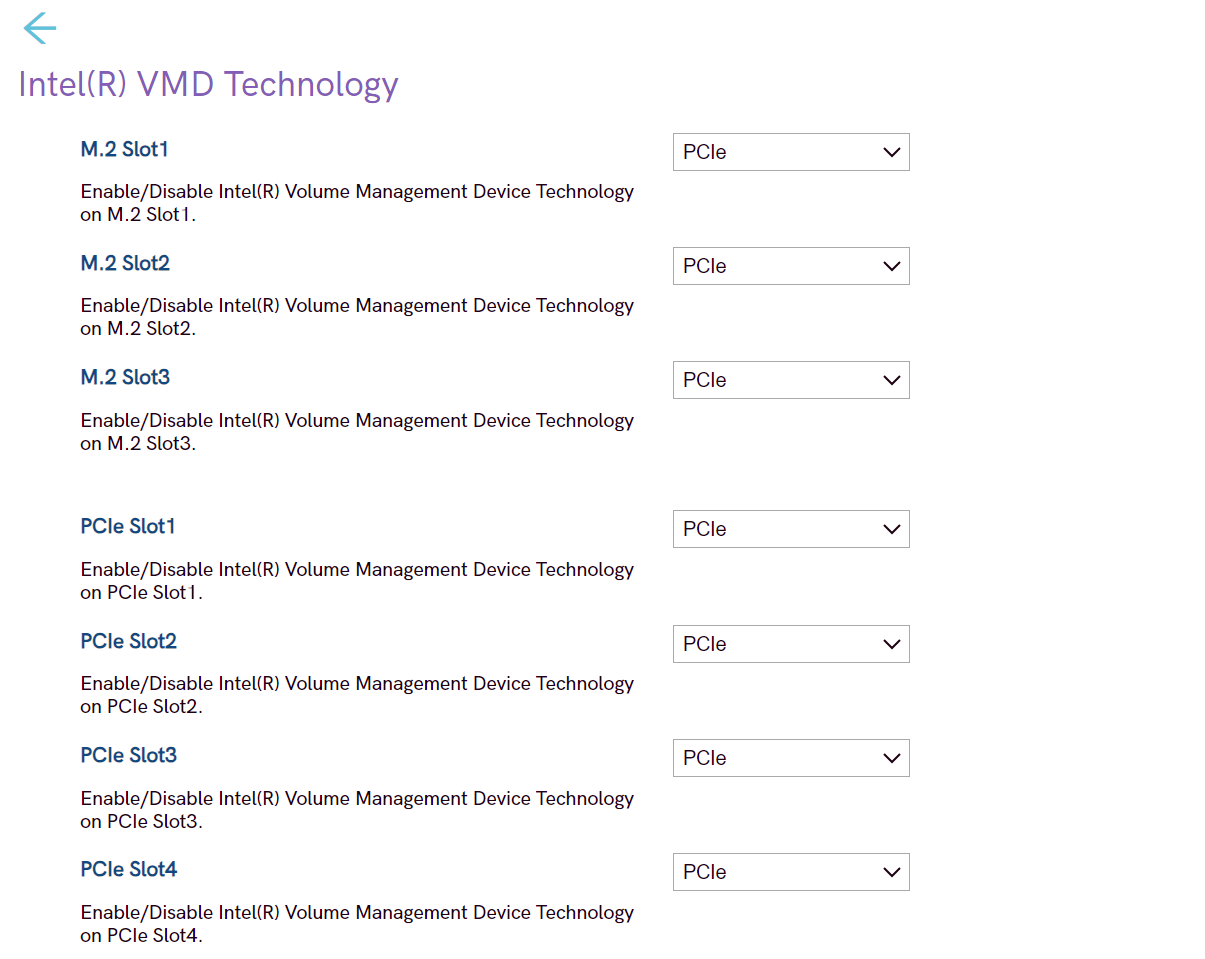 Intel(R) VMD Technology
M.2 Slot1
PCIe
Enable/Disable Intel(R) Volume Management Device Technology
on M.2 Slot1.
M.2 Slot2
PCIe
Enable/Disable Intel(R) Volume Management Device Technology
on M.2 Slot2.
M.2 Slot3
PCIe
Enable/Disable Intel(R) Volume Management Device Technology
on M.2 Slot3.
PCIe Slot1
PCIe
Enable/Disable Intel(R) Volume Management Device Technology
on PCIe Slot1.
PCIe Slot2
PCIe
Enable/Disable Intel(R) Volume Management Device Technology
on PCIe Slot2.
PCIe Slot3
PCIe
Enable/Disable Intel(R) Volume Management Device Technology
on PCIe Slot3.
PCIe Slot4
PCIe
Enable/Disable Intel(R) Volume Management Device Technology
on PCIe Slot4.